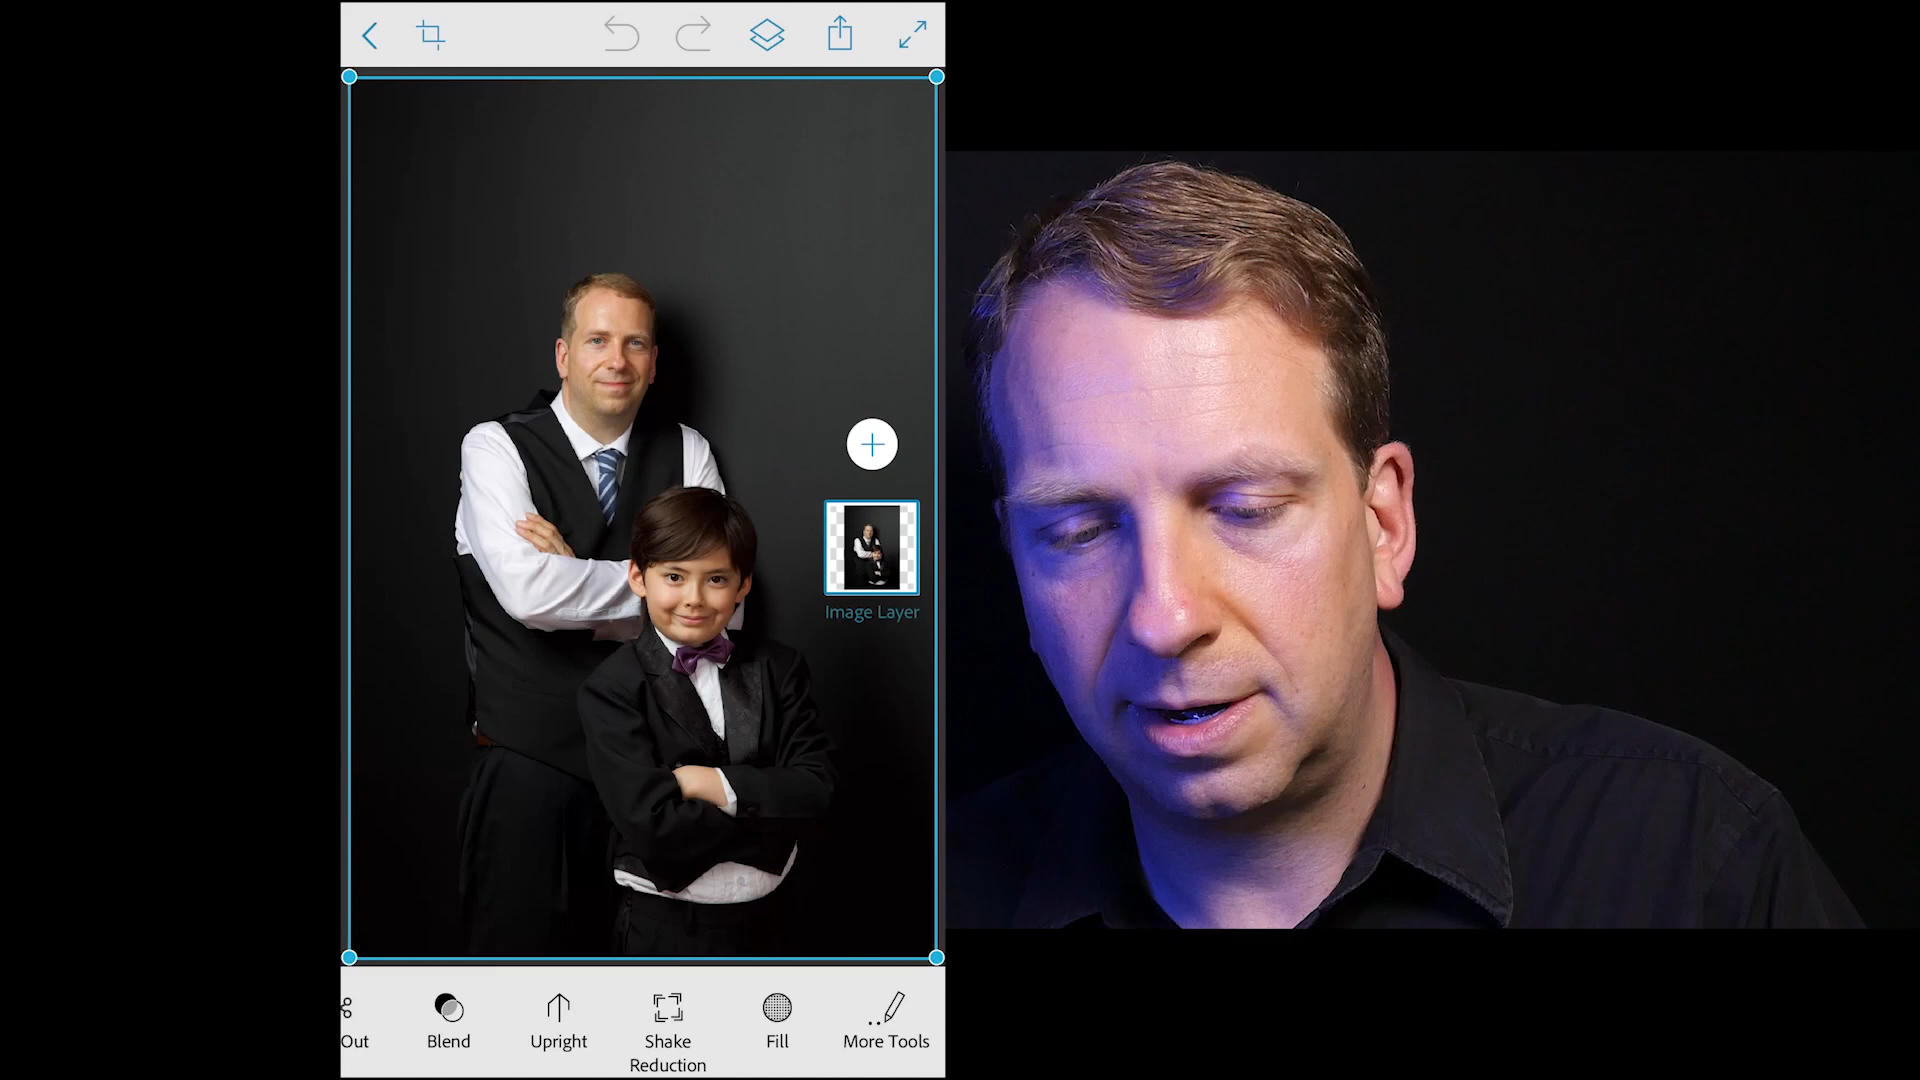 Image Layer
Out
Blend
Upright
Shake
Reduction
Fill
More Tools